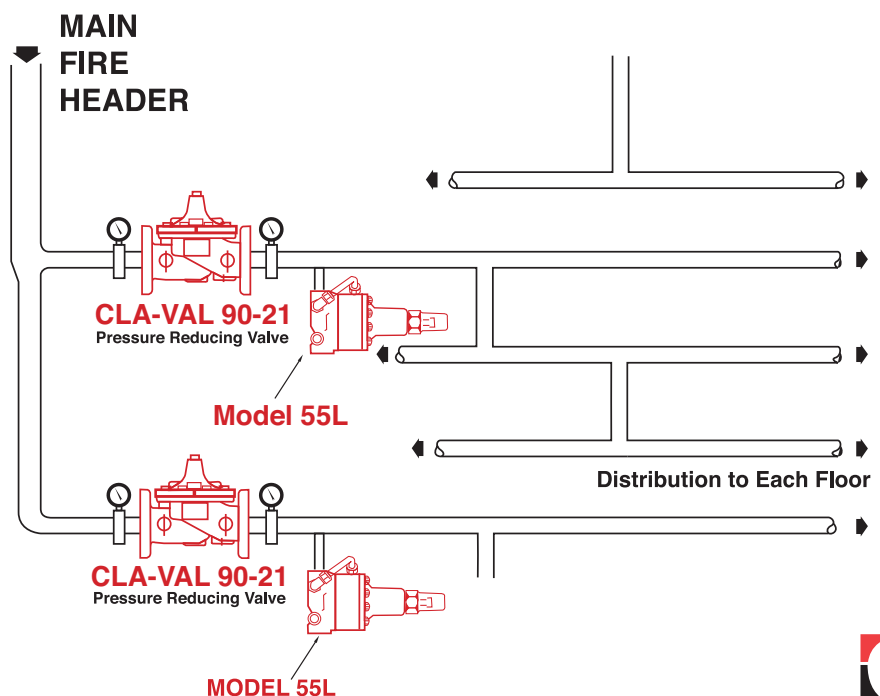 MAIN
FIRE
HEADER
CLA-VAL 90-21
Pressure Reducing Valve
Model 55L
Distribution to Each Floor
CLA-VAL 90-21
Pressure Reducing Valve
MODEL 55L